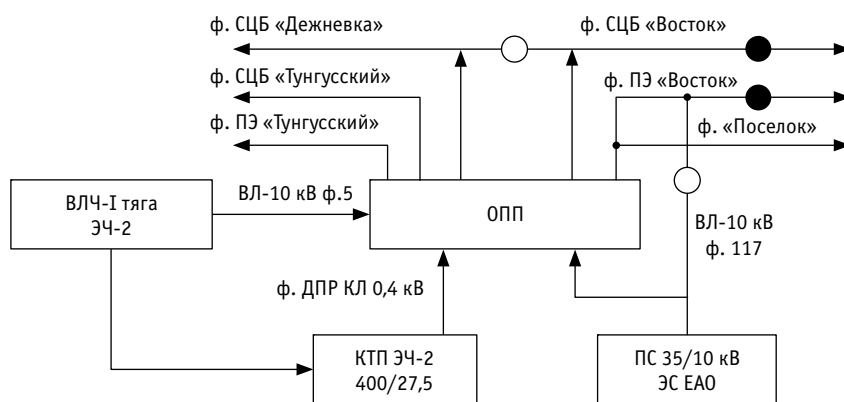 ф. СЦБ «Дежневка»
ф. СЦБ «Восток»
ф. СЦБ «Тунгусский»
ф. ПЭ «Восток»
ф. ПЭ «Тунгусский»
ф. «Поселок»
ВЛЧ-I тяга
ЭЧ-2
ВЛ-10 кВ ф.5
ОПП
ВЛ-10 кВ
ф. 117
ф. ДПР КЛ 0,4 кВ
КТП ЭЧ-2
400/27,5
ПС 35/10 кВ
ЭС ЕАО